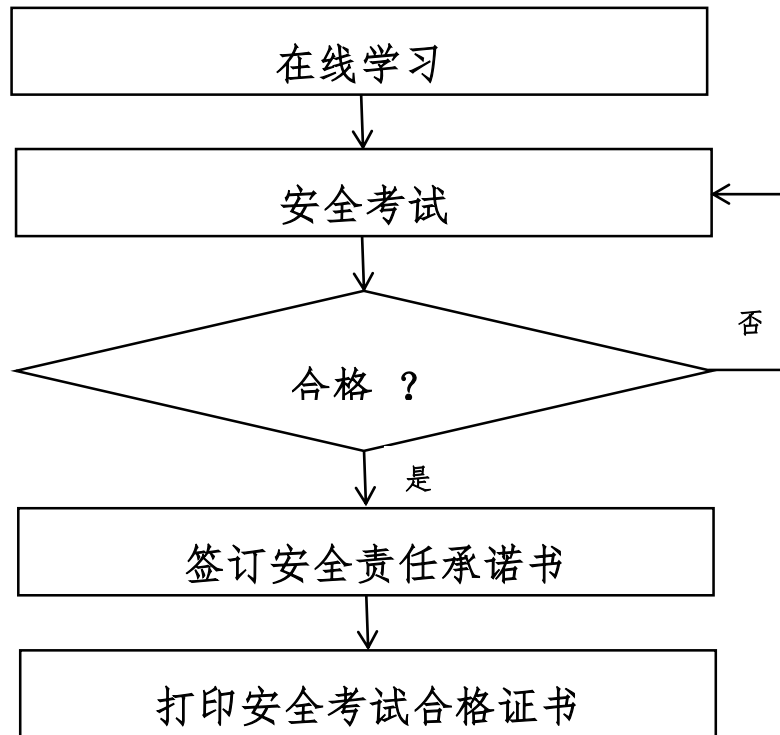 在线学习
安全考试
否
合格 ？
是
签订安全责任承诺书
打印安全考试合格证书